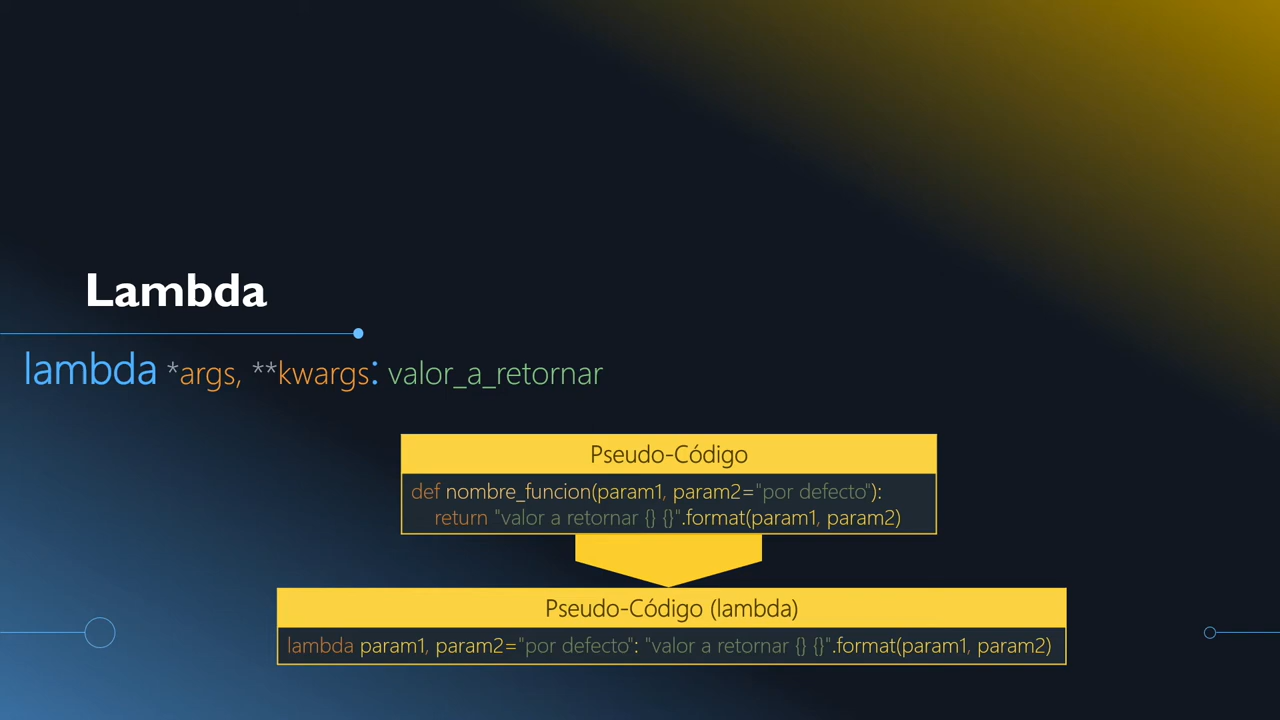 Lambda
lambda *args, **kwargs: valor_a_retornar
Pseudo-Código
def nombre_funcion(param1, param2="por defecto"):
    return "valor a retornar {} {}".format(param1, param2)
Pseudo-Código (lambda)
lambda param1, param2="por defecto": "valor a retornar {} {}".format(param1, param2)